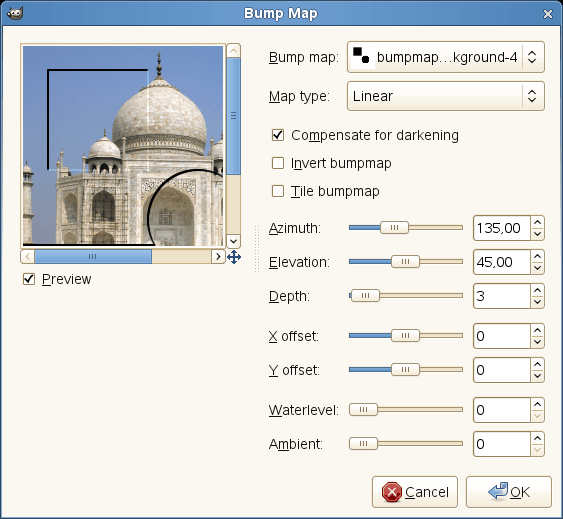 Bump Map
Bump map: bumpmap...kground-4
Map type: Linear
Compensate for darkening
Invert bumpmap
Tile bumpmap
Azimuth: 135,00
Elevation: 45,00
Depth: 3
X offset: 0
Y offset: 0
Waterlevel: 0
Ambient: 0
Preview
Cancel
OK